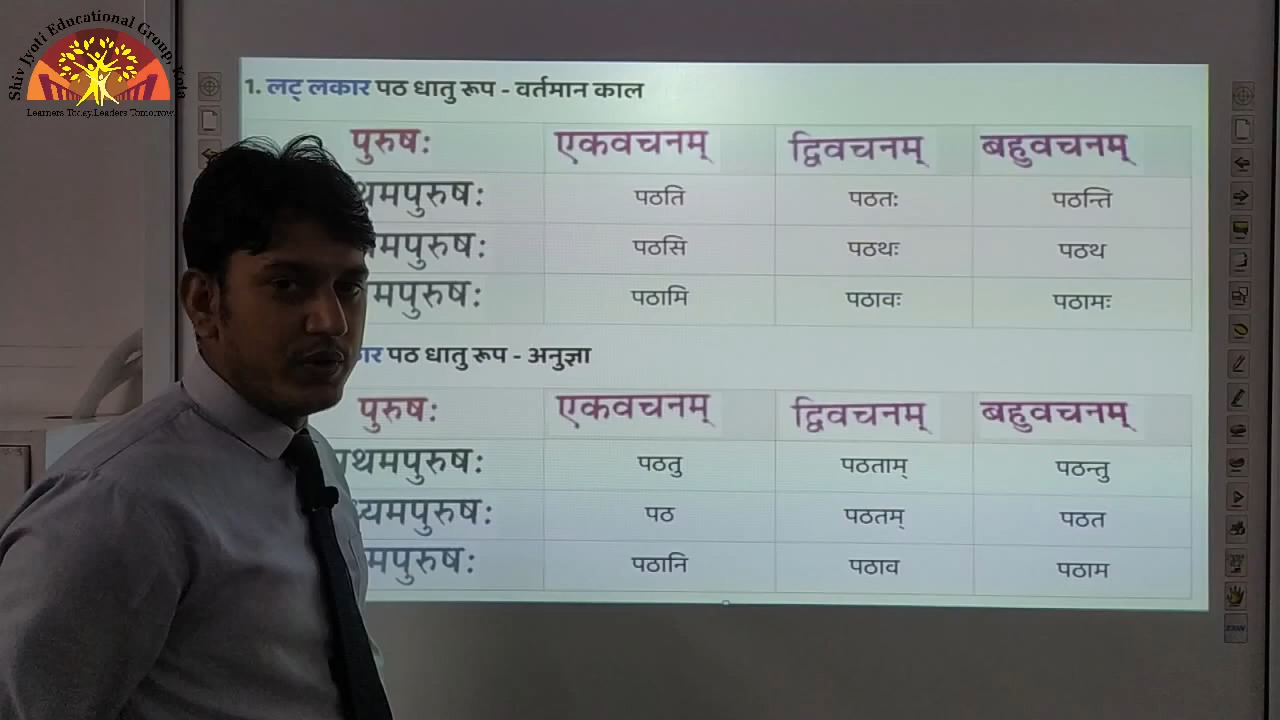 Shiv Jyoti Educational Group, Kota
Learners Today.Leaders Tomorrow.
1. लट् लकार पठ धातु रूप - वर्तमान काल
पुरुषः एकवचनम् द्विवचनम् बहुवचनम्
थमपुरुषः पठति पठतः पठन्ति
मपुरुषः पठसि पठथः पठथ
मपुरुषः पठामि पठावः पठामः
कार पठ धातु रूप - अनुज्ञा
पुरुषः एकवचनम् द्विवचनम् बहुवचनम्
थमपुरुषः पठतु पठताम् पठन्तु
ध्यमपुरुषः पठ पठतम् पठत
मपुरुषः पठानि पठाव पठाम